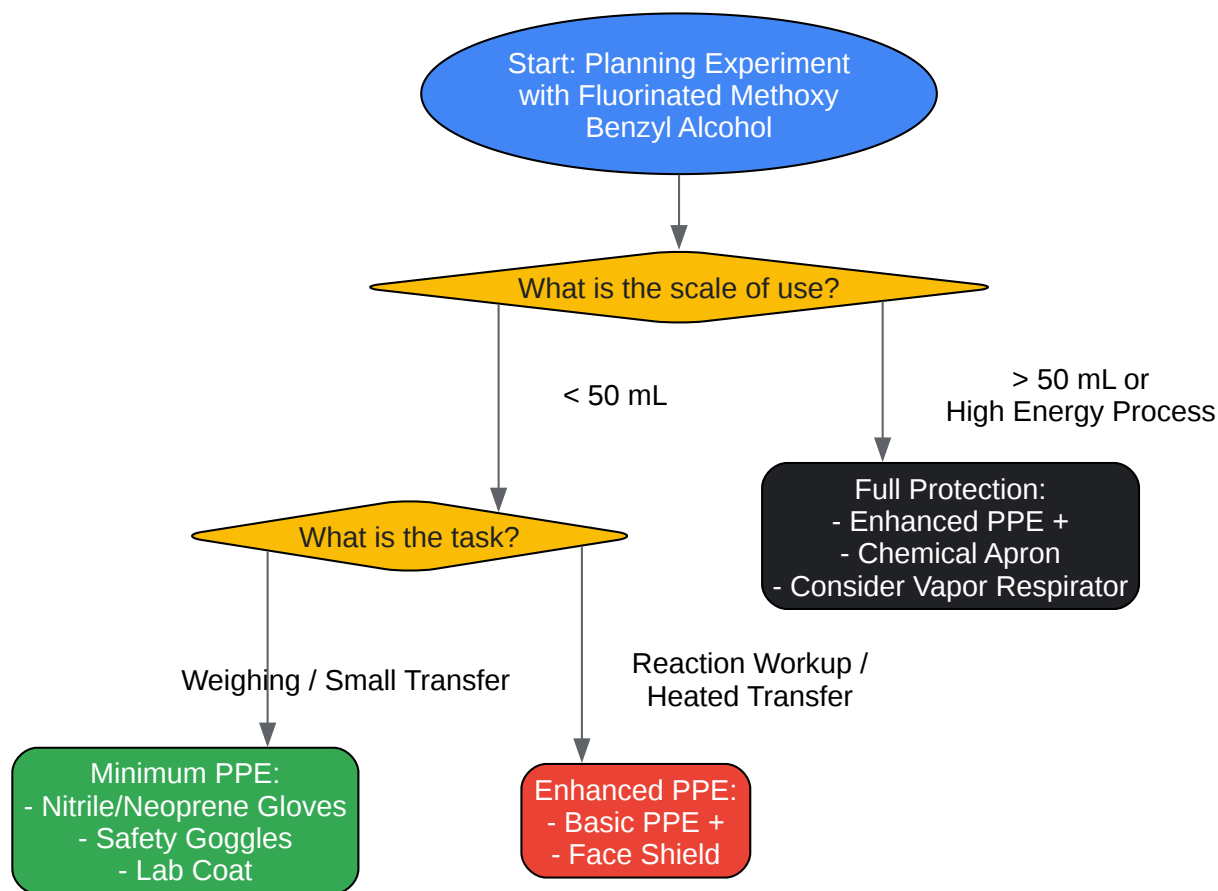 Start: Planning Experiment
with Fluorinated Methoxy
Benzyl Alcohol
What is the scale of use?
< 50 mL
> 50 mL or
High Energy Process
Full Protection:
- Enhanced PPE +
- Chemical Apron
- Consider Vapor Respirator
What is the task?
Weighing / Small Transfer
Reaction Workup /
Heated Transfer
Minimum PPE:
- Nitrile/Neoprene Gloves
- Safety Goggles
- Lab Coat
Enhanced PPE:
- Basic PPE +
- Face Shield